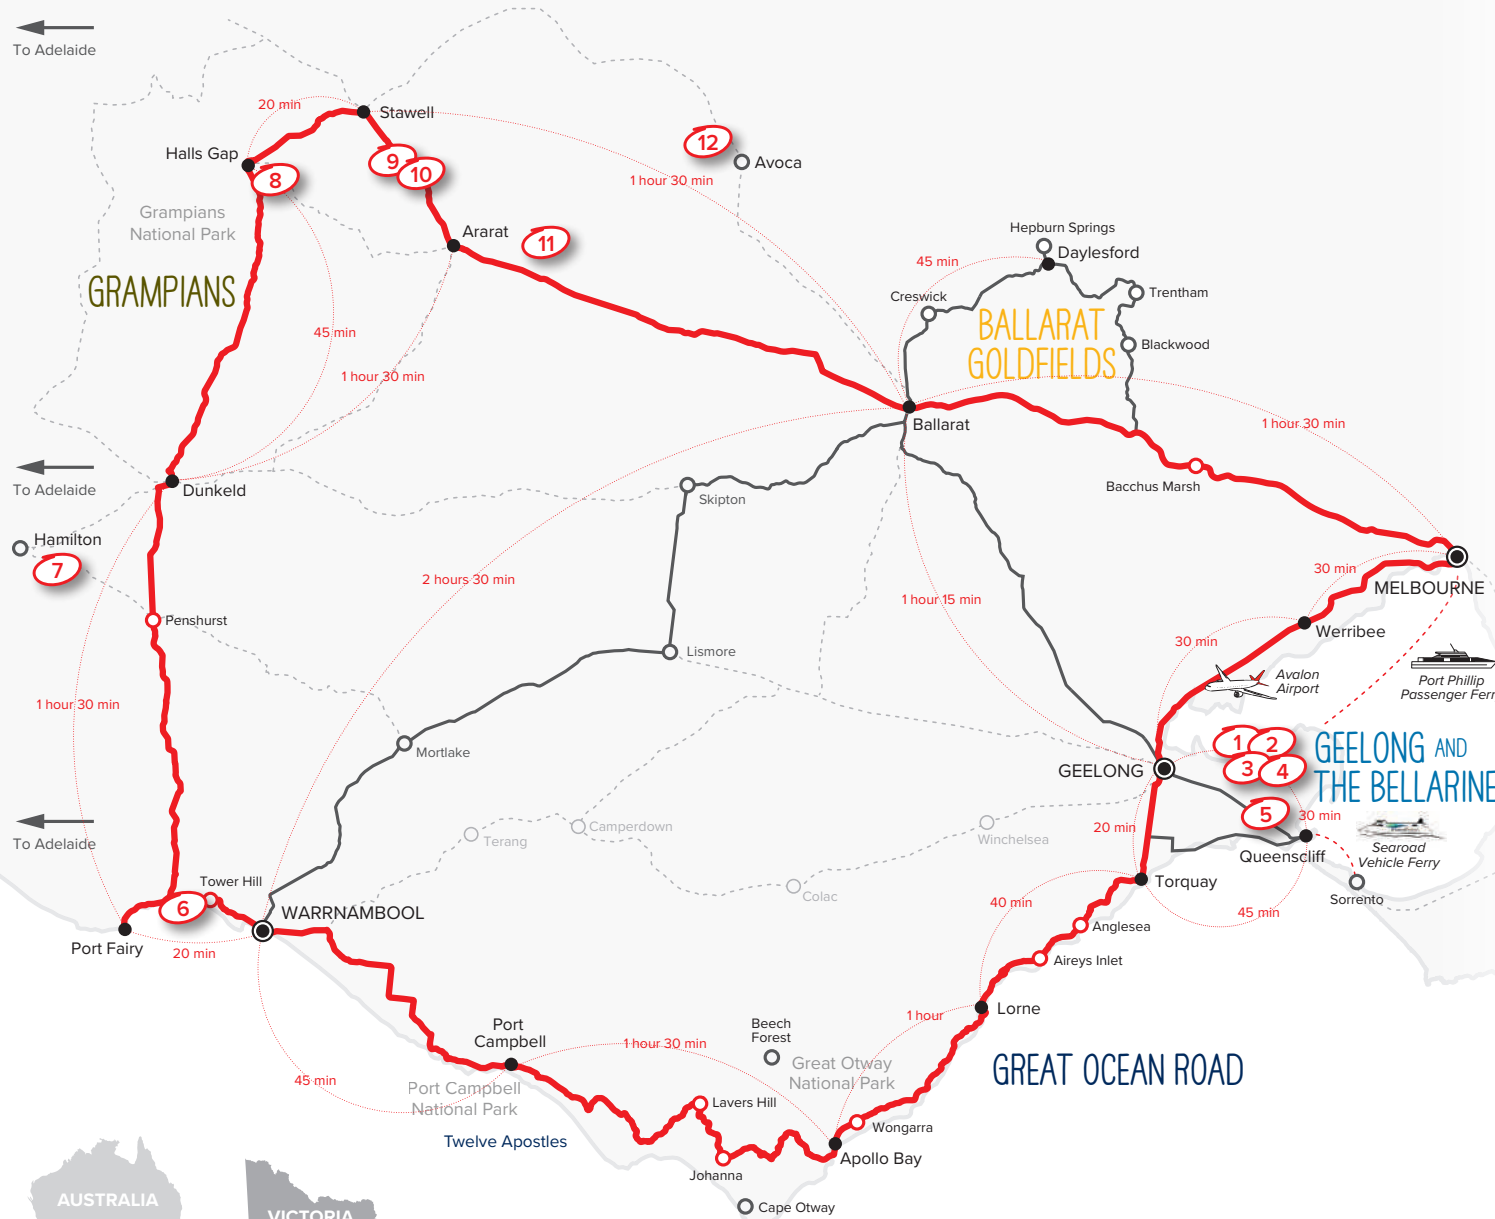 To Adelaide
20 min
Stawell
Halls Gap
8
9
10
12
Avoca
1 hour 30 min
Grampians
National Park
Ararat
11
GRAMPIANS
Hepburn Springs
Daylesford
45 min
Creswick
Trentham
BALLARAT
GOLDFIELDS
Blackwood
45 min
1 hour 30 min
Ballarat
1 hour 30 min
Bacchus Marsh
To Adelaide
Dunkeld
Skipton
Hamilton
7
2 hours 30 min
1 hour 15 min
30 min
MELBOURNE
Penshurst
Werribee
30 min
Lismore
Avalon
Airport
Port Phillip
Passenger Ferr
1 hour 30 min
Mortlake
GEELONG
1
2
3
4
5
GEELONG AND
THE BELLARINE
30 min
To Adelaide
Terang
Camperdown
Winchelsea
20 min
Queenscliff
Searoad
Vehicle Ferry
Sorrento
Colac
Torquay
Tower Hill
6
WARRNAMBOOL
Port Fairy
20 min
40 min
45 min
Anglesea
Aireys Inlet
Lorne
1 hour
Port
Campbell
1 hour 30 min
Beech
Forest
Great Otway
National Park
GREAT OCEAN ROAD
45 min
Port Campbell
National Park
Lavers Hill
Wongarra
Twelve Apostles
Apollo Bay
Johanna
Cape Otway
AUSTRALIA
VICTORIA